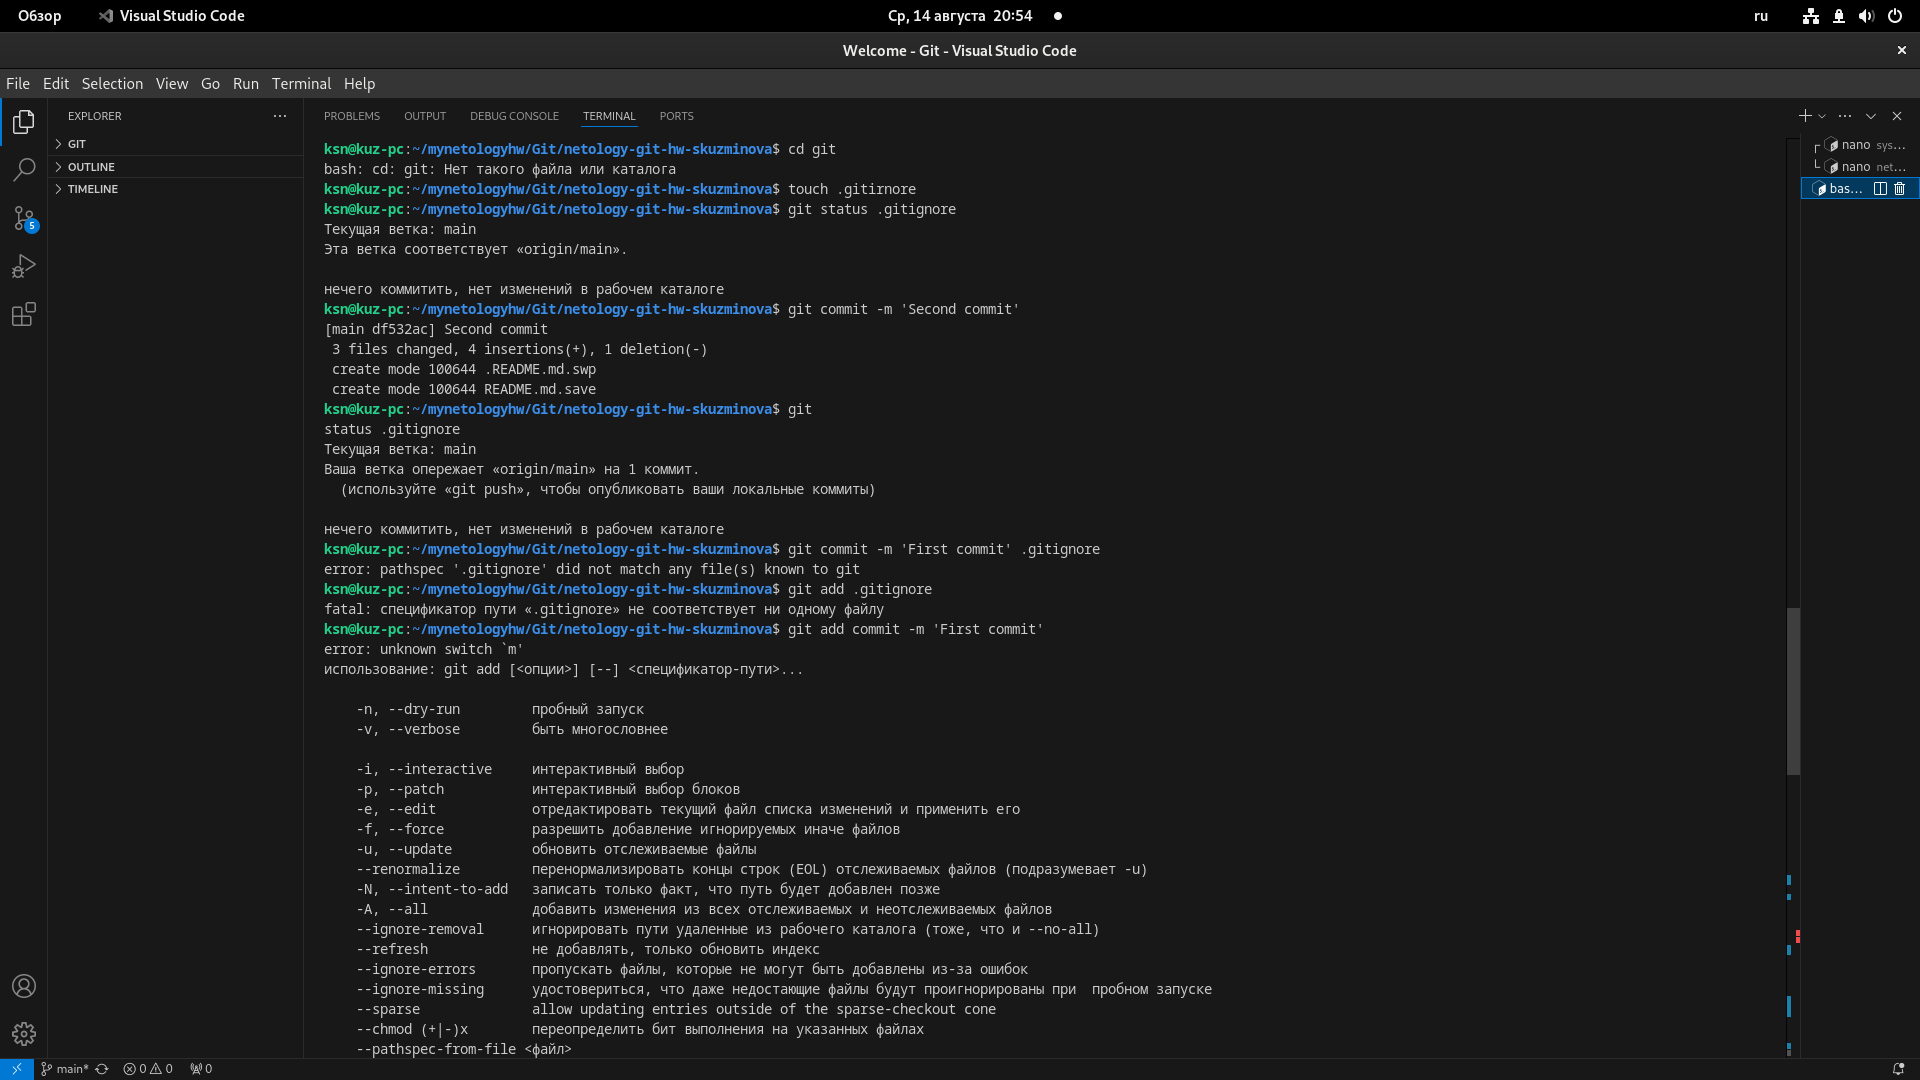 Обзор
Visual Studio Code
Ср, 14 августа 20:54
ru
Welcome - Git - Visual Studio Code
File Edit Selection View Go Run Terminal Help
EXPLORER
GIT
OUTLINE
TIMELINE
5
PROBLEMS OUTPUT DEBUG CONSOLE TERMINAL PORTS
ksn@kuz-pc:~/mynetologyhw/Git/netology-git-hw-skuzminova$ cd git
bash: cd: git: Нет такого файла или каталога
ksn@kuz-pc:~/mynetologyhw/Git/netology-git-hw-skuzminova$ touch .gitirnore
ksn@kuz-pc:~/mynetologyhw/Git/netology-git-hw-skuzminova$ git status .gitignore
Текущая ветка: main
Эта ветка соответствует «origin/main».
нечего коммитить, нет изменений в рабочем каталоге
ksn@kuz-pc:~/mynetologyhw/Git/netology-git-hw-skuzminova$ git commit -m 'Second commit'
[main df532ac] Second commit
3 files changed, 4 insertions(+), 1 deletion(-)
create mode 100644 .README.md.swp
create mode 100644 README.md.save
ksn@kuz-pc:~/mynetologyhw/Git/netology-git-hw-skuzminova$ git
status .gitignore
Текущая ветка: main
Ваша ветка опережает «origin/main» на 1 коммит.
(используйте «git push», чтобы опубликовать ваши локальные коммиты)
нечего коммитить, нет изменений в рабочем каталоге
ksn@kuz-pc:~/mynetologyhw/Git/netology-git-hw-skuzminova$ git commit -m 'First commit' .gitignore
error: pathspec '.gitignore' did not match any file(s) known to git
ksn@kuz-pc:~/mynetologyhw/Git/netology-git-hw-skuzminova$ git add .gitignore
fatal: спецификатор пути «.gitignore» не соответствует ни одному файлу
ksn@kuz-pc:~/mynetologyhw/Git/netology-git-hw-skuzminova$ git add commit -m 'First commit'
error: unknown switch `m'
использование: git add [<опции>] [--] <спецификатор-пути>...
-n, --dry-run пробный запуск
-v, --verbose быть многословнее
-i, --interactive интерактивный выбор
-p, --patch интерактивный выбор блоков
-e, --edit отредактировать текущий файл списка изменений и применить его
-f, --force разрешить добавление игнорируемых иначе файлов
-u, --update обновить отслеживаемые файлы
--renormalize перенормализировать концы строк (EOL) отслеживаемых файлов (подразумевает -u)
-N, --intent-to-add записать только факт, что путь будет добавлен позже
-A, --all добавить изменения из всех отслеживаемых и неотслеживаемых файлов
--ignore-removal игнорировать пути удаленные из рабочего каталога (тоже, что и --no-all)
--refresh не добавлять, только обновить индекс
--ignore-errors пропускать файлы, которые не могут быть добавлены из-за ошибок
--ignore-missing удостовериться, что даже недостающие файлы будут проигнорированы при  пробном запуске
--sparse allow updating entries outside of the sparse-checkout cone
--chmod (+|-)x переопределить бит выполнения на указанных файлах
--pathspec-from-file <файл>
nano sys...
nano net...
bas...
main* 0 0 0